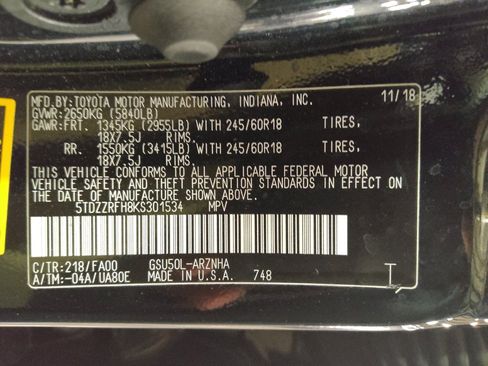 MFD.BY:TOYOTA MOTOR MANUFACTURING, INDIANA, INC. 11/18
GVWR:2650KG (5840LB)
GAWR:FRT. 1345KG (2955LB) WITH 245/60R18 TIRES,
18X7.5J RIMS.
RR. 1550KG (3415LB) WITH 245/60R18 TIRES,
18X7.5J RIMS.
THIS VEHICLE CONFORMS TO ALL APPLICABLE FEDERAL MOTOR
VEHICLE SAFETY AND THEFT PREVENTION STANDARDS IN EFFECT ON
THE DATE OF MANUFACTURE SHOWN ABOVE.
5TDZZRFH8KS301534 MPV
C/TR:218/FA00 GSU50L-ARZNHA
A/TM:-04A/UA80E MADE IN U.S.A. 748 T